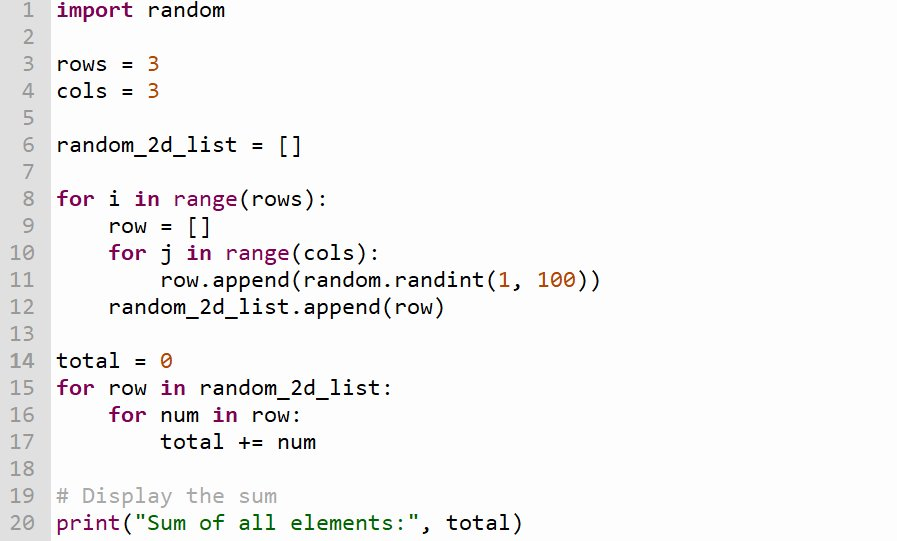 1 import random
2
3 rows = 3
4 cols = 3
5
6 random_2d_list = []
7
8 for i in range(rows):
9     row = []
10     for j in range(cols):
11         row.append(random.randint(1, 100))
12     random_2d_list.append(row)
13
14 total = 0
15 for row in random_2d_list:
16     for num in row:
17         total += num
18
19 # Display the sum
20 print("Sum of all elements:", total)